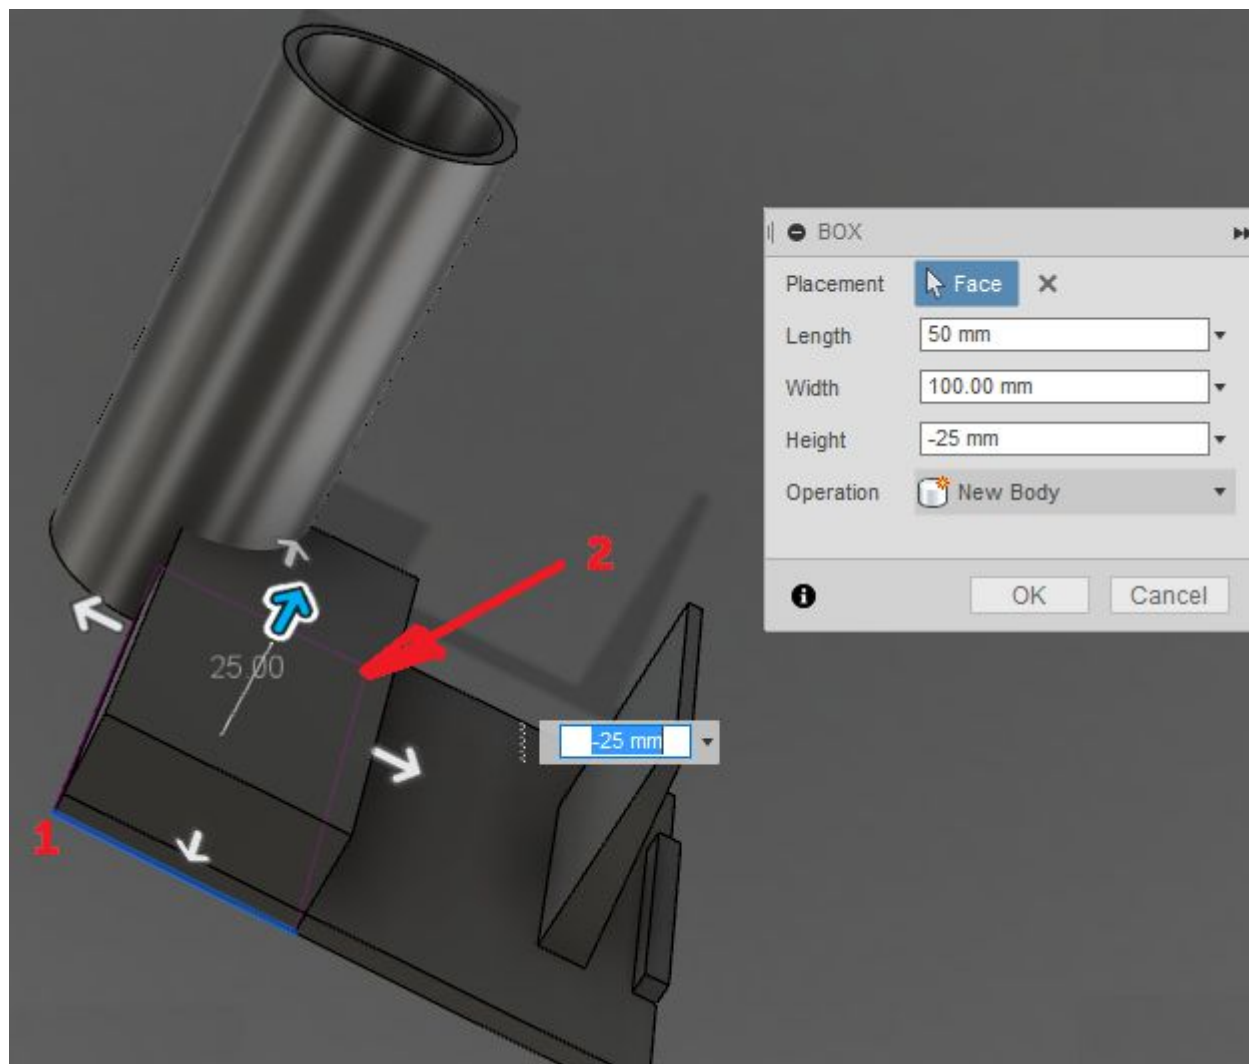 BOX
Placement Face
Length 50 mm
Width 100.00 mm
Height -25 mm
Operation New Body
OK Cancel
2
25.00
-25 mm
1